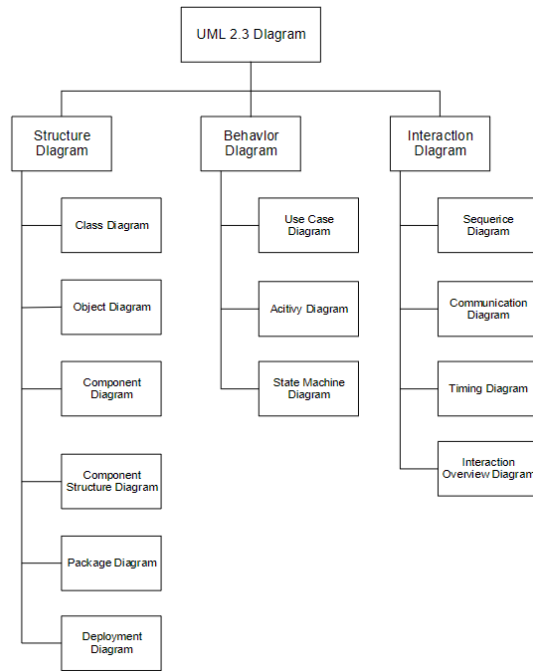 UML 2.3 Diagram
Structure
Diagram
Behavior
Diagram
Interaction
Diagram
Class Diagram
Object Diagram
Component
Diagram
Component
Structure Diagram
Package Diagram
Deployment
Diagram
Use Case
Diagram
Acitivy Diagram
State Machine
Diagram
Sequerice
Diagram
Communication
Diagram
Timing Diagram
Interaction
Overview Diagram